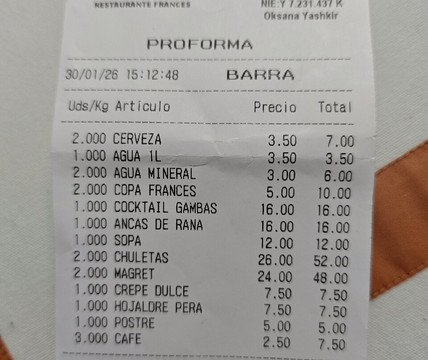 RESTAURANTE FRANCES
NIE:Y 7.231.437 K
Oksana Yashkir
PROFORMA
30/01/26 15:12:48 BARRA
Uds/Kg Articulo Precio Total
2.000 CERVEZA 3.50 7.00
1.000 AGUA 1L 3.50 3.50
2.000 AGUA MINERAL 3.00 6.00
2.000 COPA FRANCES 5.00 10.00
1.000 COCKTAIL GAMBAS 16.00 16.00
1.000 ANCAS DE RANA 16.00 16.00
1.000 SOPA 12.00 12.00
2.000 CHULETAS 26.00 52.00
2.000 MAGRET 24.00 48.00
1.000 CREPE DULCE 7.50 7.50
1.000 HOJALDRE PERA 7.50 7.50
1.000 POSTRE 5.00 5.00
3.000 CAFE 2.50 7.50